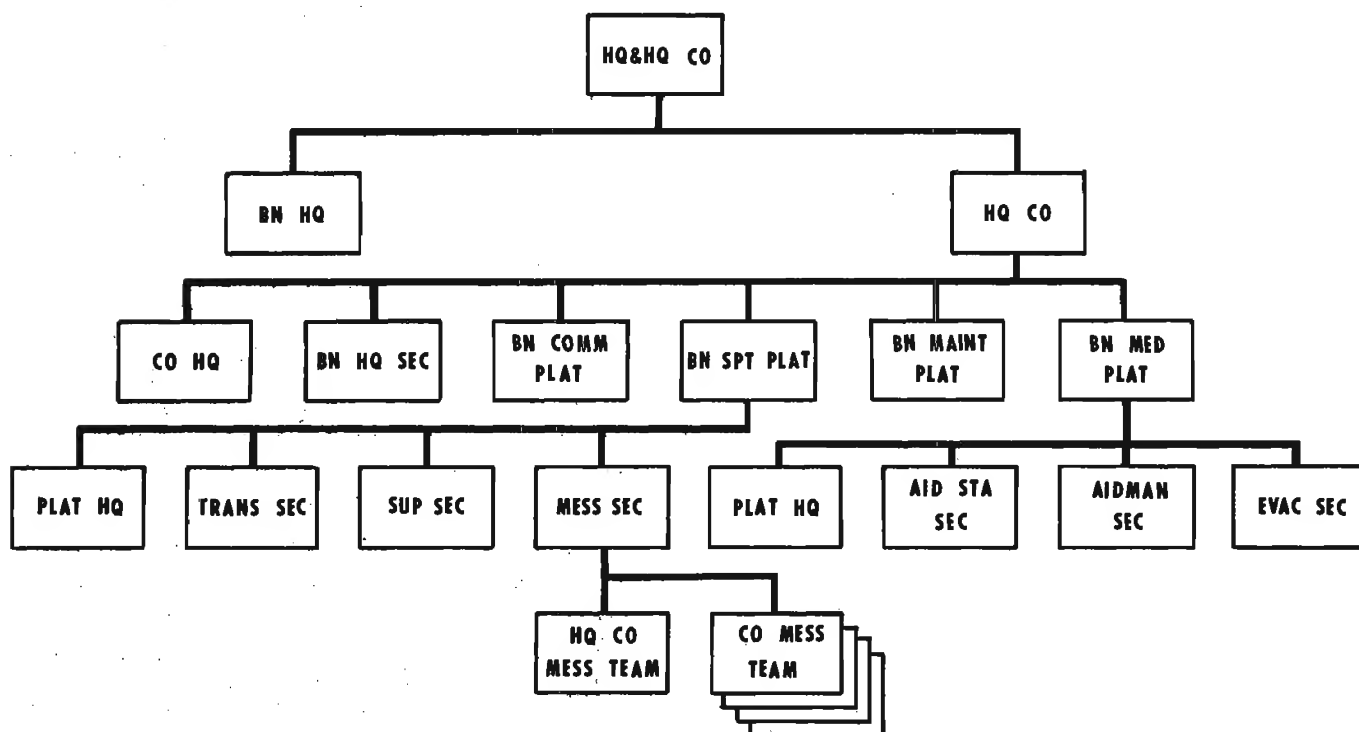 HQ&HQ CO
BN HQ
HQ CO
CO HQ
BN HQ SEC
BN COMM
PLAT
BN SPT PLAT
BN MAINT
PLAT
BN MED
PLAT
PLAT HQ
TRANS SEC
SUP SEC
MESS SEC
PLAT HQ
AID STA
SEC
AIDMAN
SEC
EVAC SEC
HQ CO
MESS TEAM
CO MESS
TEAM